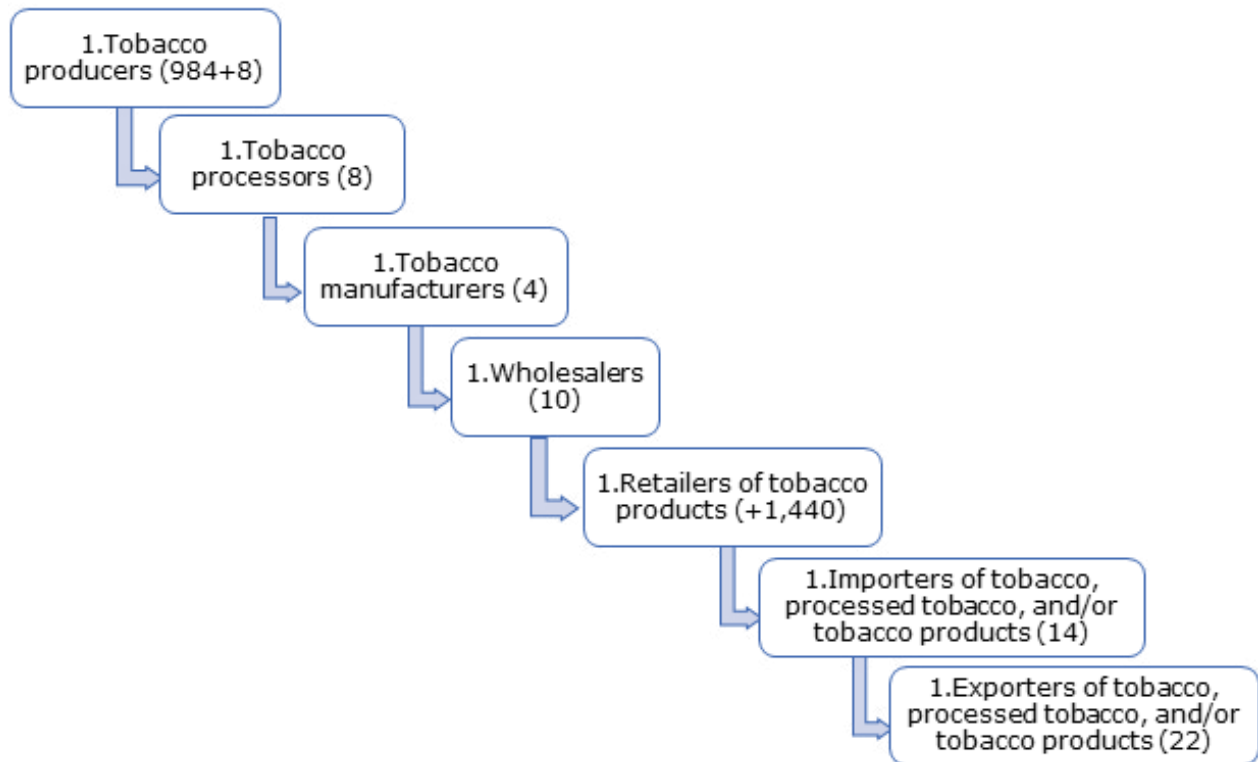 1.Tobacco
producers (984+8)
1.Tobacco
processors (8)
1.Tobacco
manufacturers (4)
1.Wholesalers
(10)
1.Retailers of tobacco
products (+1,440)
1.Importers of tobacco,
processed tobacco, and/or
tobacco products (14)
1.Exporters of tobacco,
processed tobacco, and/or
tobacco products (22)